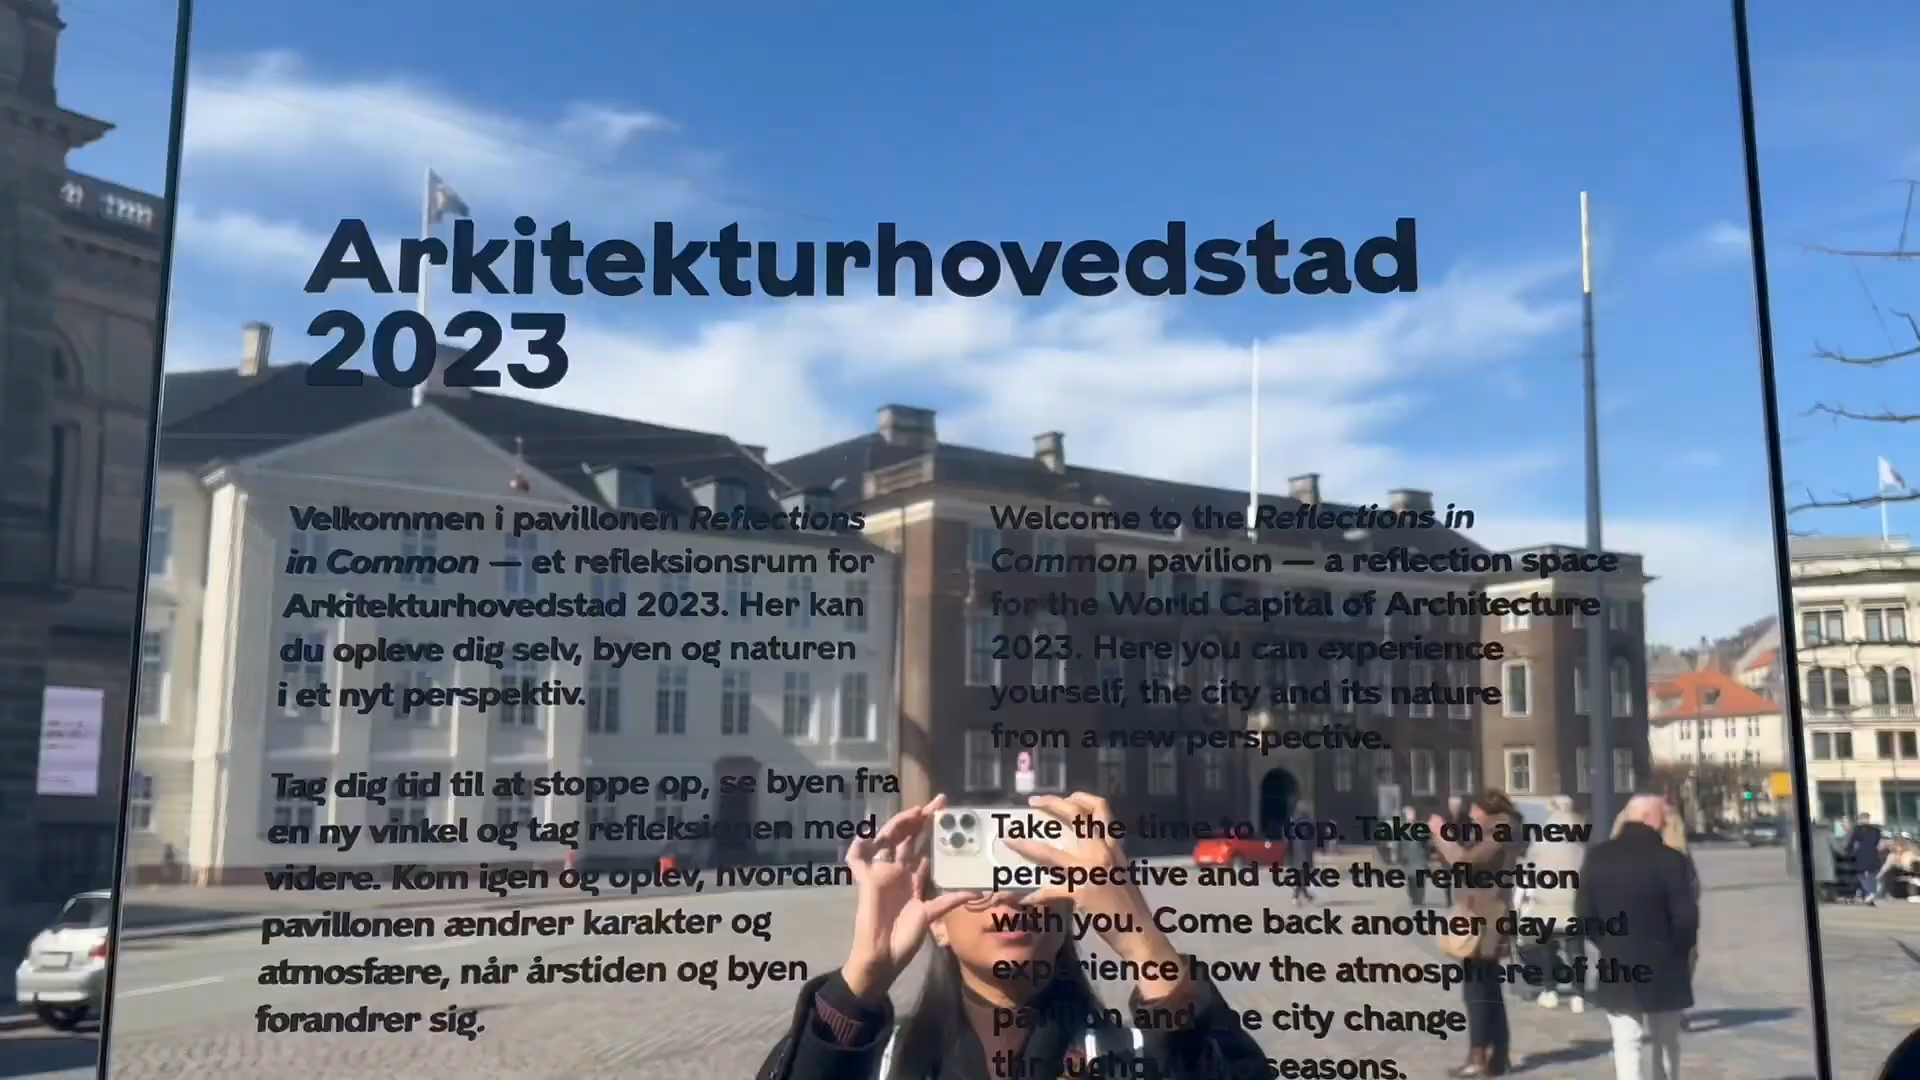 Arkitekturhovedstad
2023
Velkommen i pavillonen Reflections
in Common — et refleksionsrum for
Arkitekturhovedstad 2023. Her kan
du opleve dig selv, byen og naturen
i et nyt perspektiv.
Tag dig tid til at stoppe op, se byen fra
en ny vinkel og tag refleksionen med
videre. Kom igen og oplev, hvordan
pavillonen ændrer karakter og
atmosfære, når årstiden og byen
forandrer sig.
Welcome to the Reflections in
Common pavilion — a reflection space
for the World Capital of Architecture
2023. Here you can experience
yourself, the city and its nature
from a new perspective.
Take the time to stop. Take on a new
perspective and take the reflection
with you. Come back another day and
experience how the atmosphere of the
pavilion and the city change
throughout the seasons.